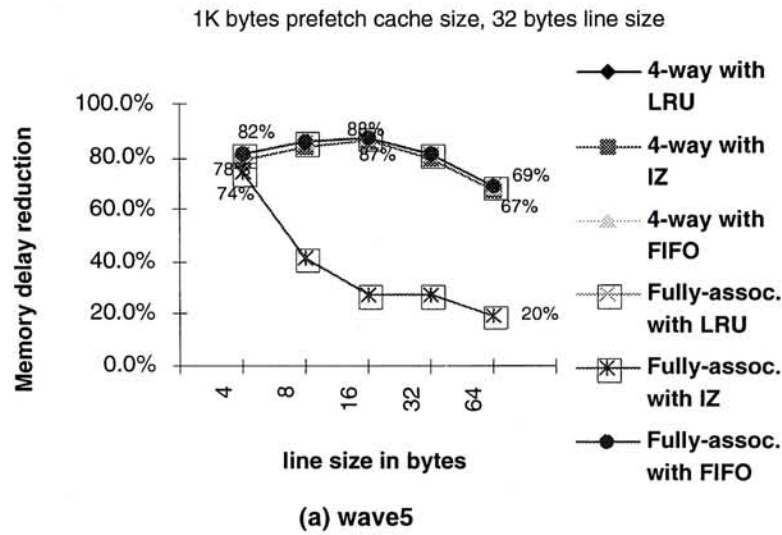 1K bytes prefetch cache size, 32 bytes line size
Memory delay reduction
100.0%
80.0%
60.0%
40.0%
20.0%
0.0%
82%
78%
74%
88%
87%
69%
67%
20%
4
8
16
32
64
line size in bytes
4-way with
LRU
4-way with
IZ
4-way with
FIFO
Fully-assoc.
with LRU
Fully-assoc.
with IZ
Fully-assoc.
with FIFO
(a) wave5